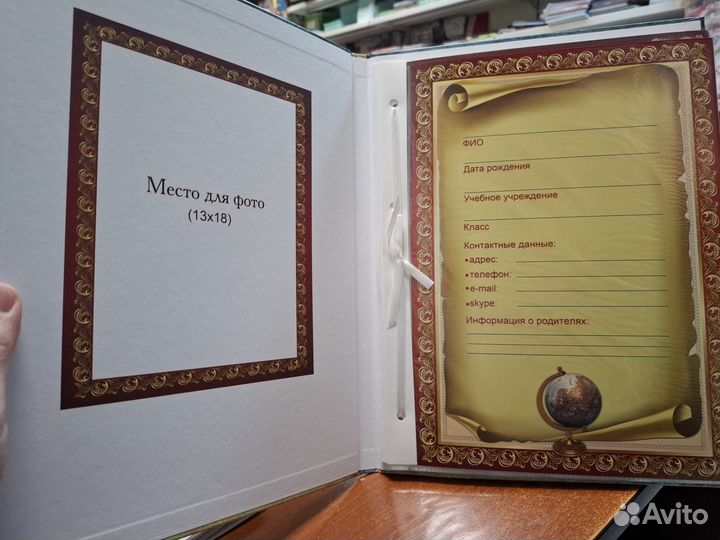 Место для фото
(13x18)
ФИО
Дата рождения
Учебное учреждение
Класс
Контактные данные:
•адрес:
•телефон:
•e-mail:
•skype:
Информация о родителях:
Avito